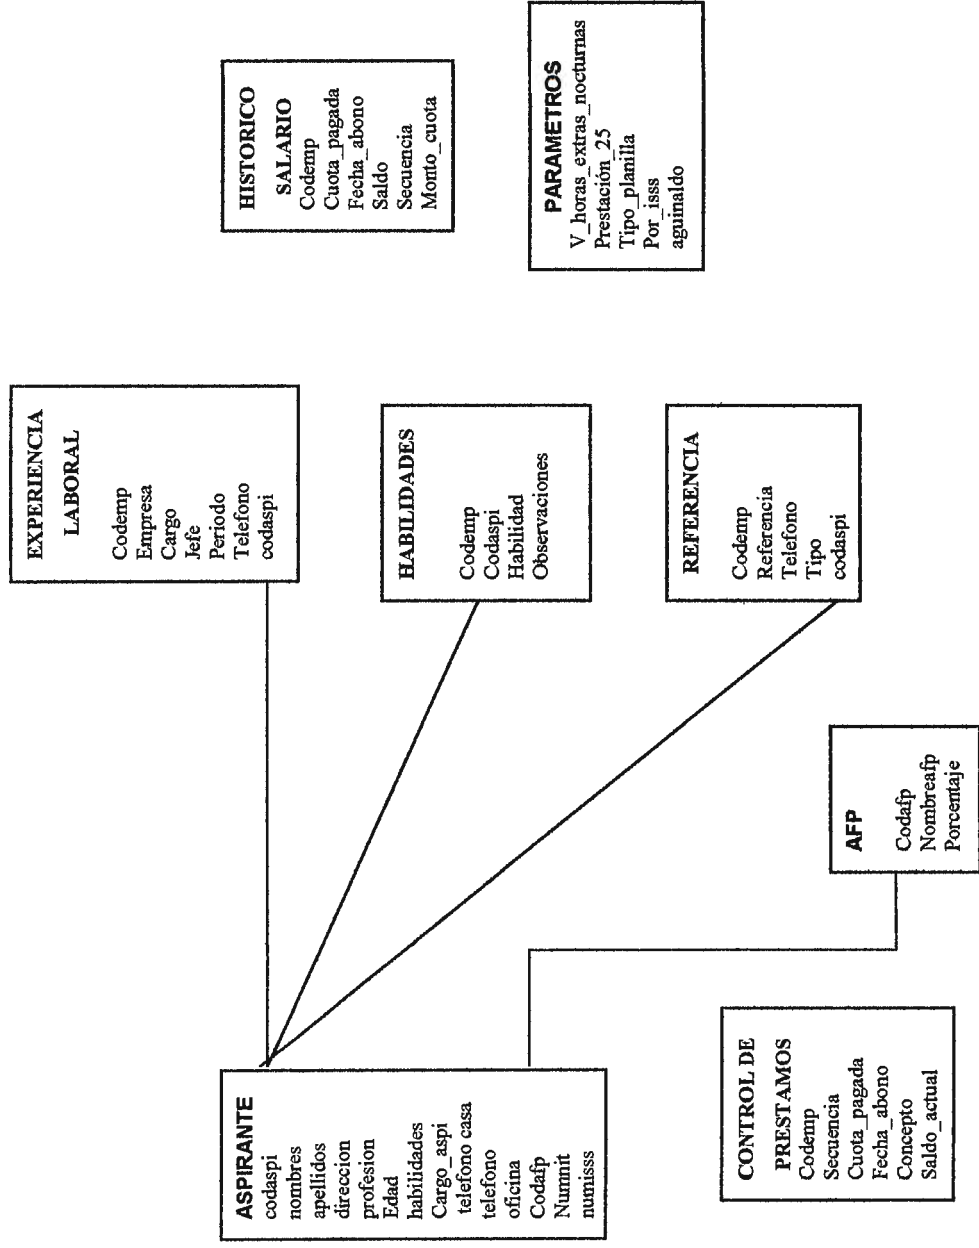 EXPERIENCIA
LABORAL
Codemp
Empresa
Cargo
Jefe
Periodo
Telefono
codaspi
HISTORICO
SALARIO
Codemp
Cuota_pagada
Fecha_abono
Saldo
Secuencia
Monto_cuota
ASPIRANTE
codaspi
nombres
apellidos
direccion
profesion
Edad
habilidades
Cargo_aspi
telefono casa
telefono
oficina
Codafp
Numnit
numisss
HABILIDADES
Codemp
Codaspi
Habilidad
Observaciones
PARAMETROS
V_horas_extras_nocturnas
Prestación_25
Tipo_planilla
Por_isss
aguinaldo
REFERENCIA
Codemp
Referencia
Telefono
Tipo
codaspi
CONTROL DE
PRESTAMOS
Codemp
Secuencia
Cuota_pagada
Fecha_abono
Concepto
Saldo_actual
AFP
Codafp
Nombreafp
Porcentaje